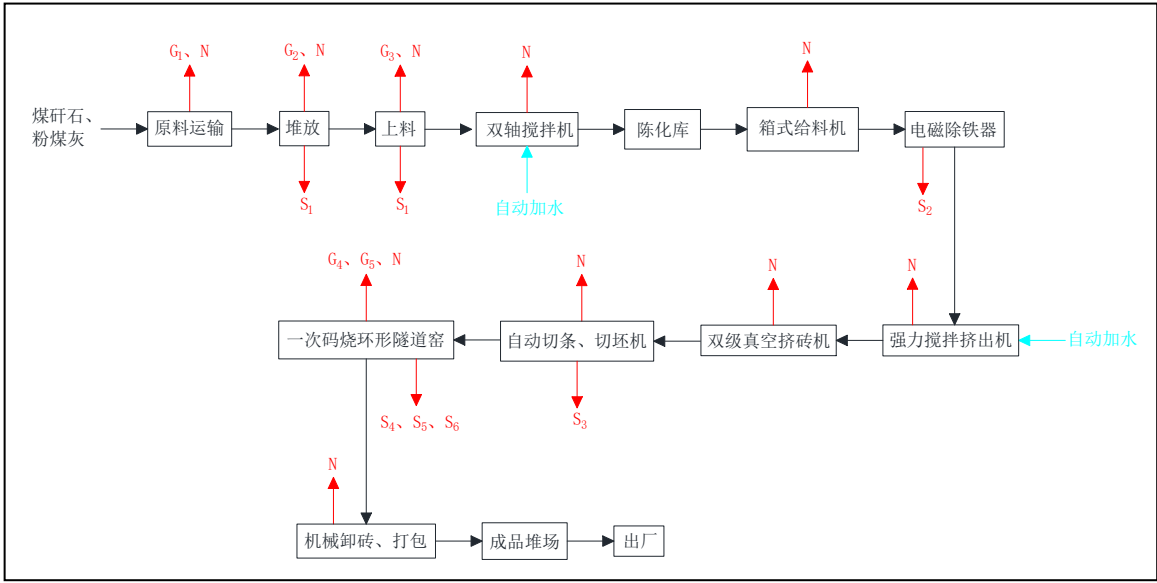 G₁、N
G₂、N
G₃、N
N
N
煤矸石、
粉煤灰
原料运输
堆放
上料
双轴搅拌机
陈化库
箱式给料机
电磁除铁器
S₁
S₁
自动加水
S₂
G₄、G₅、N
N
N
N
一次码烧环形隧道窑
自动切条、切坯机
双级真空挤砖机
强力搅拌挤出机
自动加水
S₄、S₅、S₆
S₃
N
机械卸砖、打包
成品堆场
出厂